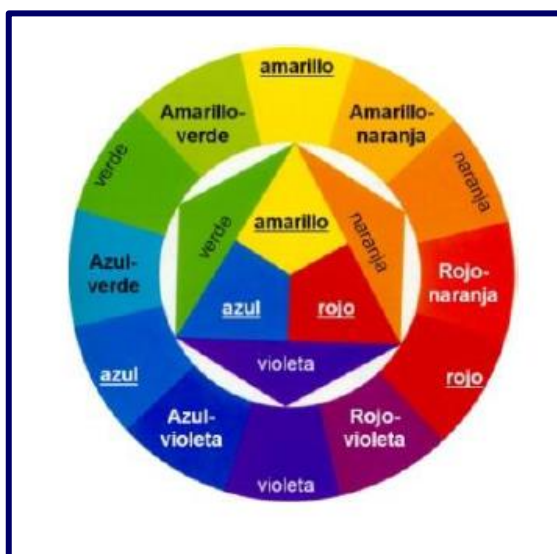 amarillo
Amarillo-
verde
Amarillo-
naranja
verde
naranja
amarillo
verde
naranja
Azul-
verde
Rojo-
naranja
azul
rojo
violeta
azul
rojo
Azul-
violeta
Rojo-
violeta
violeta